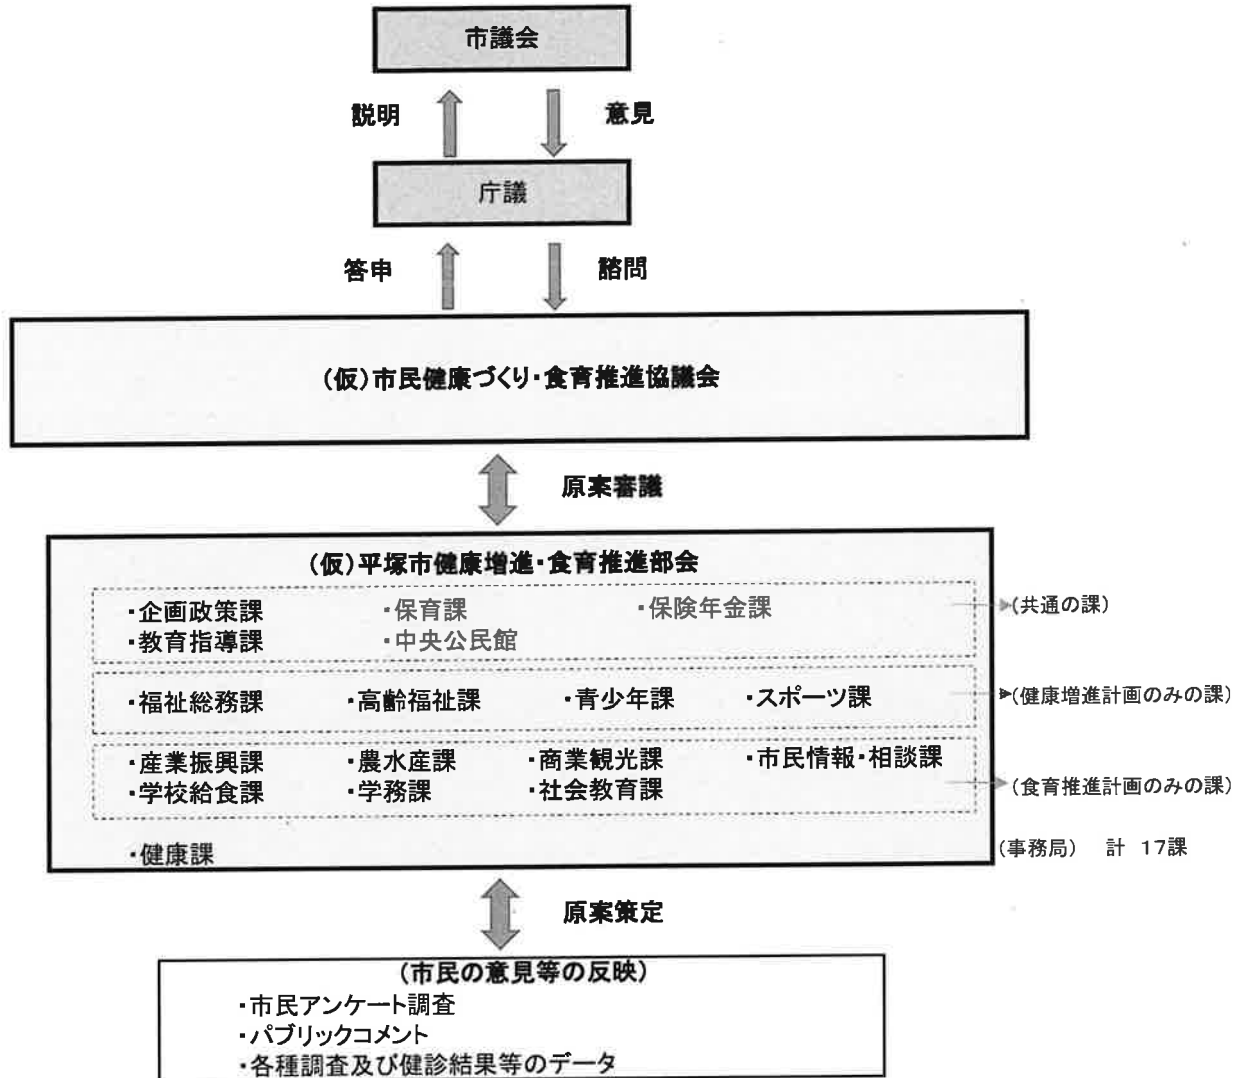 市議会
説明 意見
庁議
答申 諮問
(仮)市民健康づくり・食育推進協議会
原案審議
(仮)平塚市健康増進・食育推進部会
・企画政策課 ・保育課 ・保険年金課
・教育指導課 ・中央公民館
(共通の課)
・福祉総務課 ・高齢福祉課 ・青少年課 ・スポーツ課
(健康増進計画のみの課)
・産業振興課 ・農水産課 ・商業観光課 ・市民情報・相談課
・学校給食課 ・学務課 ・社会教育課
(食育推進計画のみの課)
・健康課
(事務局) 計 17課
原案策定
(市民の意見等の反映)
・市民アンケート調査
・パブリックコメント
・各種調査及び健診結果等のデータ